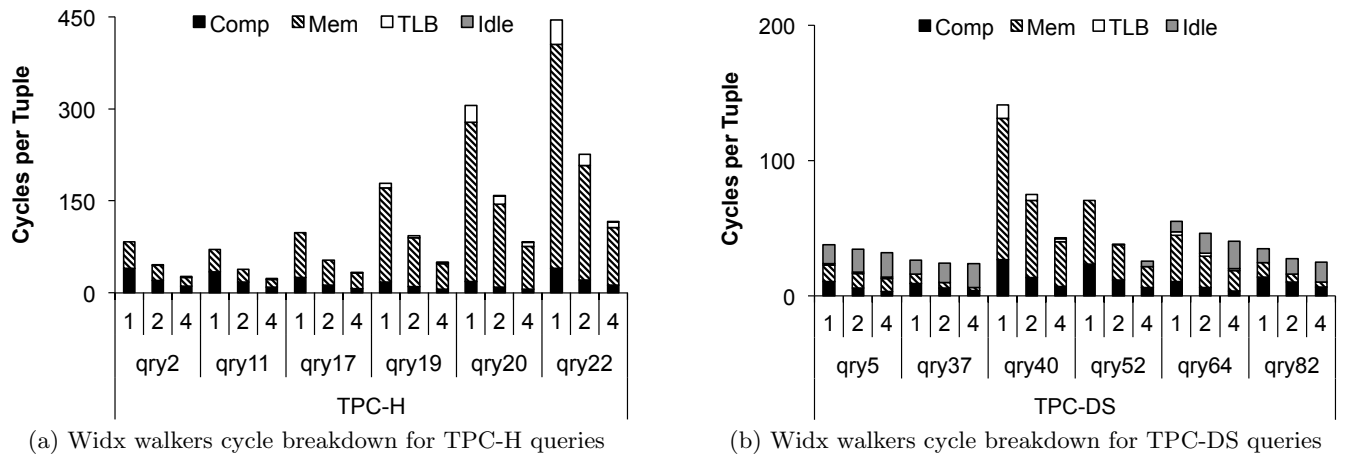 Comp Mem TLB Idle
Cycles per Tuple
450
300
150
0
1 2 4 1 2 4 1 2 4 1 2 4 1 2 4 1 2 4
qry2 qry11 qry17 qry19 qry20 qry22
TPC-H
(a) Widx walkers cycle breakdown for TPC-H queries
Comp Mem TLB Idle
Cycles per Tuple
200
100
0
1 2 4 1 2 4 1 2 4 1 2 4 1 2 4 1 2 4
qry5 qry37 qry40 qry52 qry64 qry82
TPC-DS
(b) Widx walkers cycle breakdown for TPC-DS queries